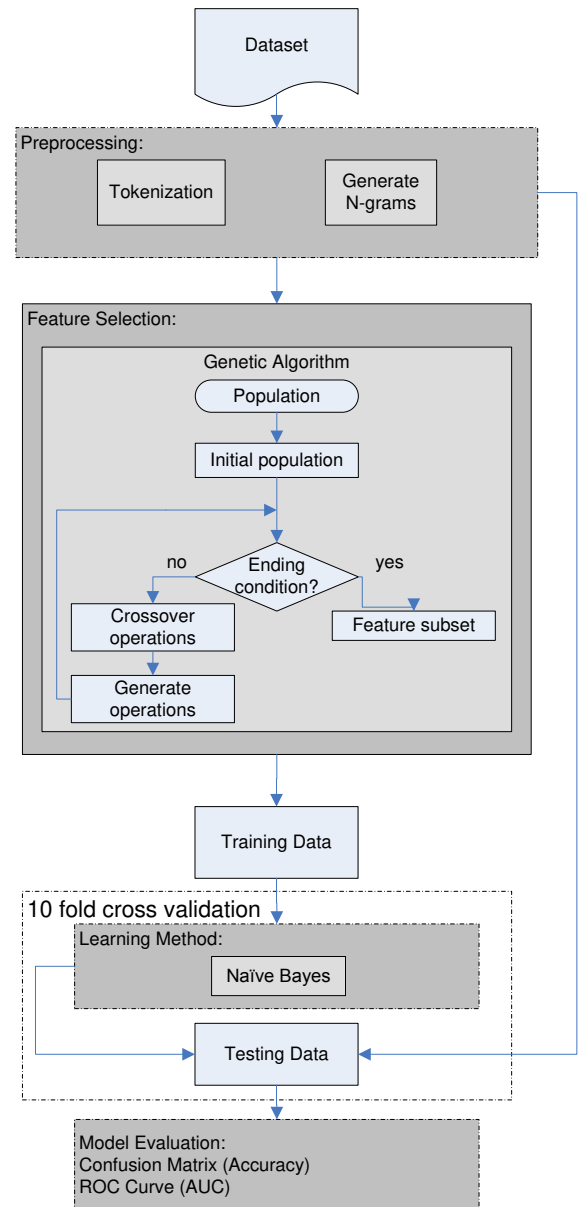 Dataset
Preprocessing:
Tokenization
Generate
N-grams
Feature Selection:
Genetic Algorithm
Population
Initial population
Ending
condition?
no
yes
Crossover
operations
Feature subset
Generate
operations
Training Data
10 fold cross validation
Learning Method:
Naïve Bayes
Testing Data
Model Evaluation:
Confusion Matrix (Accuracy)
ROC Curve (AUC)